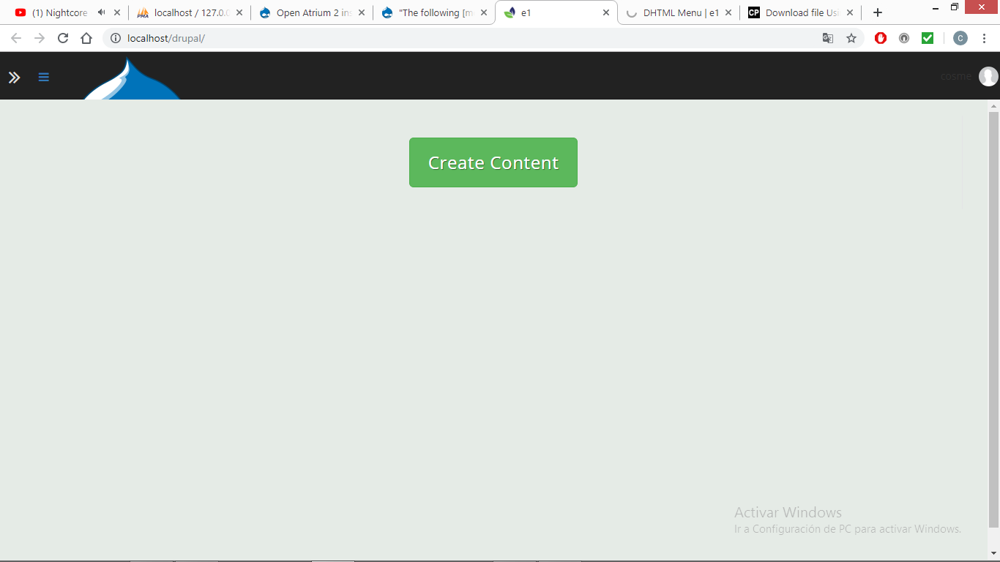 (1) Nightcore
localhost / 127.0.0
Open Atrium 2 ins
"The following [m
e1
DHTML Menu | e1
CP
Download file Usi
localhost/drupal/
C
cosme
Create Content
Activar Windows
Ir a Configuración de PC para activar Windows.